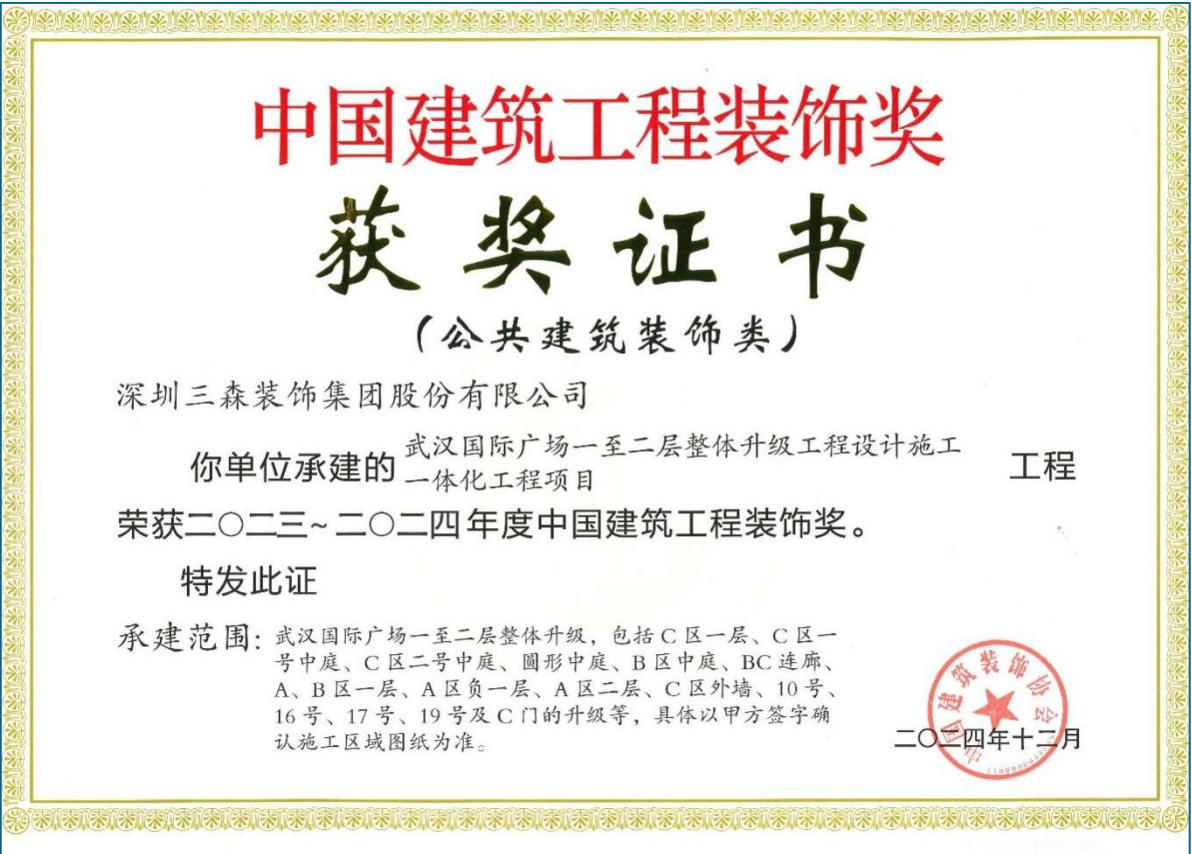 中国建筑工程装饰奖
获奖证书
（公共建筑装饰类）
深圳三森装饰集团股份有限公司
你单位承建的 武汉国际广场一至二层整体升级工程设计施工
一体化工程项目 工程
荣获二〇二三~二〇二四年度中国建筑工程装饰奖。
特发此证
承建范围：武汉国际广场一至二层整体升级，包括C区一层、C区一
号中庭、C区二号中庭、圆形中庭、B区中庭、BC连廊、
A、B区一层、A区负一层、A区二层、C区外墙、10号、
16号、17号、19号及C门的升级等，具体以甲方签字确
认施工区域图纸为准。
中国建筑装饰协会
二〇二四年十二月